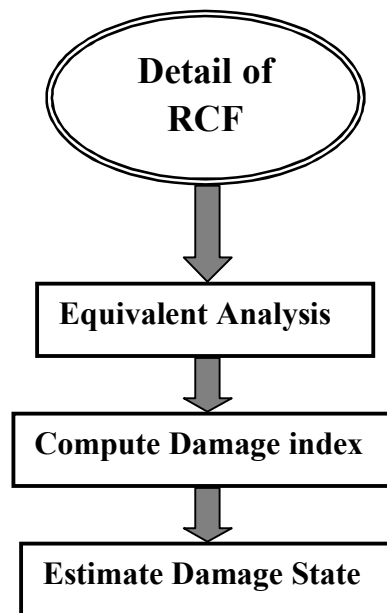 Detail of
RCF
Equivalent Analysis
Compute Damage index
Estimate Damage State